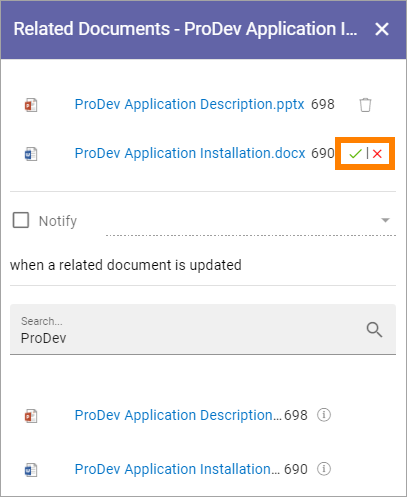 Related Documents - ProDev Application I...
ProDev Application Description.pptx 698
ProDev Application Installation.docx 690
Notify
when a related document is updated
Search...
ProDev
ProDev Application Description... 698
ProDev Application Installation... 690